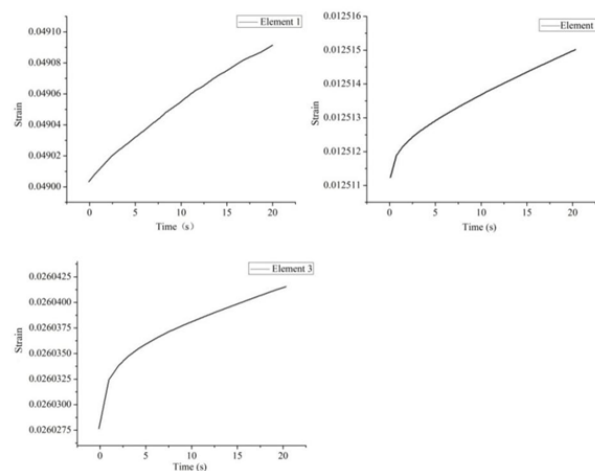 Element 1
0.04910
0.04908
0.04906
0.04904
0.04902
0.04900
Strain
0 5 10 15 20
Time (s)
Element
0.012516
0.012515
0.012514
0.012513
0.012512
0.012511
Strain
0 5 10 15 20
Time (s)
Element 3
0.0260425
0.0260400
0.0260375
0.0260350
0.0260325
0.0260300
0.0260275
Strain
0 5 10 15 20
Time (s)